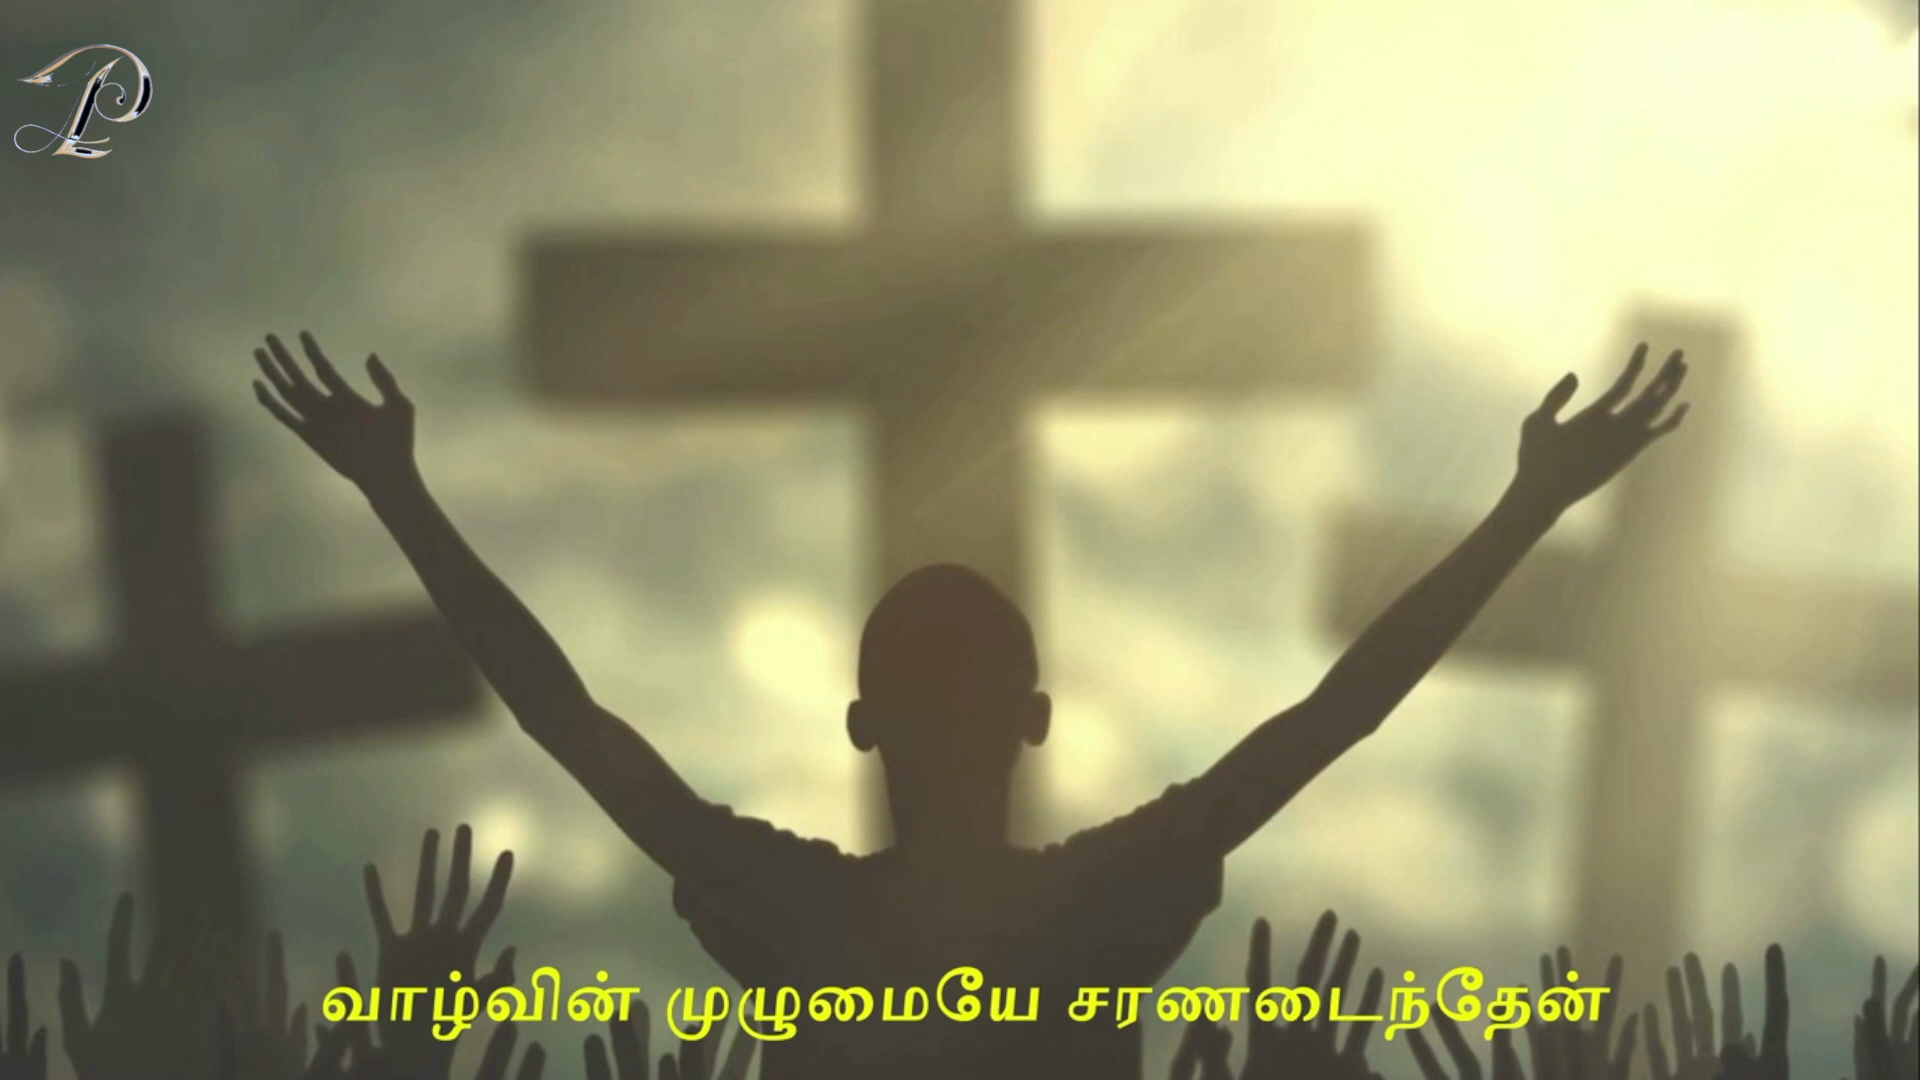 வாழ்வின் முழுமையே சரணடைந்தேன்